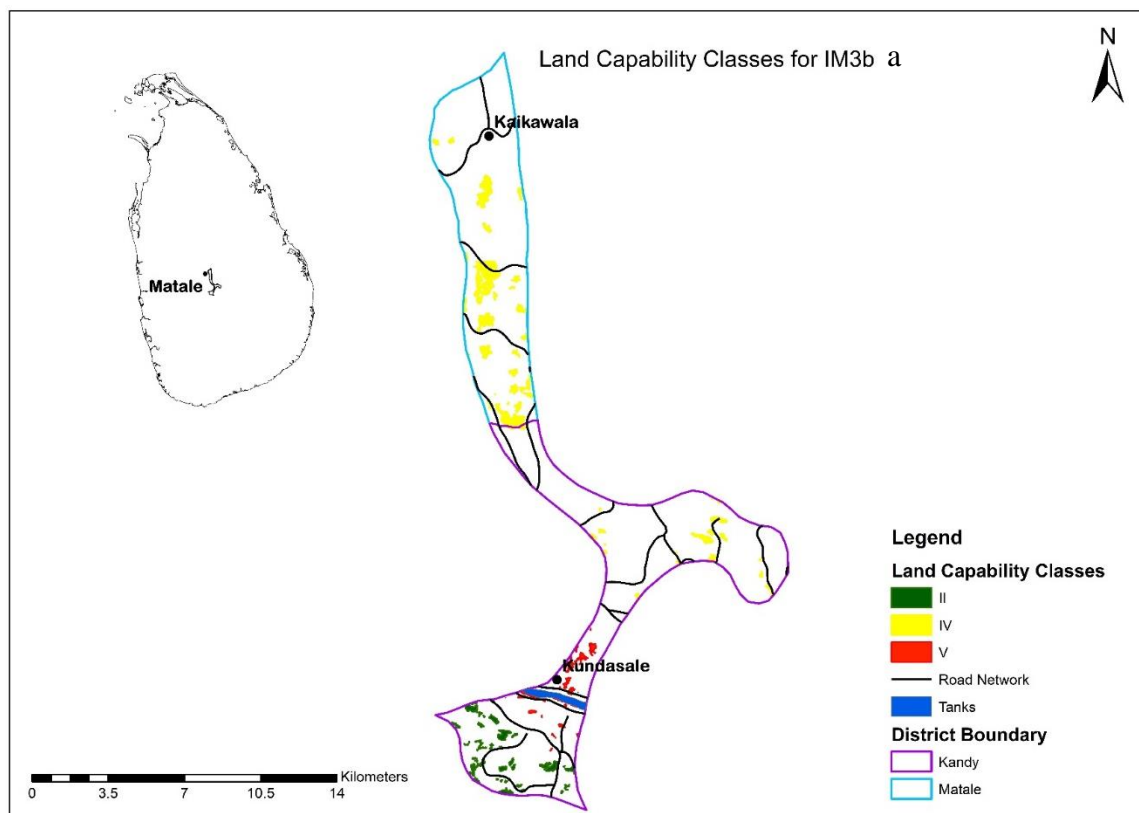 Land Capability Classes for IM3b a
N
Kaikawala
Matale
Kundasale
Legend
Land Capability Classes
II
IV
V
Road Network
Tanks
District Boundary
Kandy
Matale
Kilometers
0 3.5 7 10.5 14